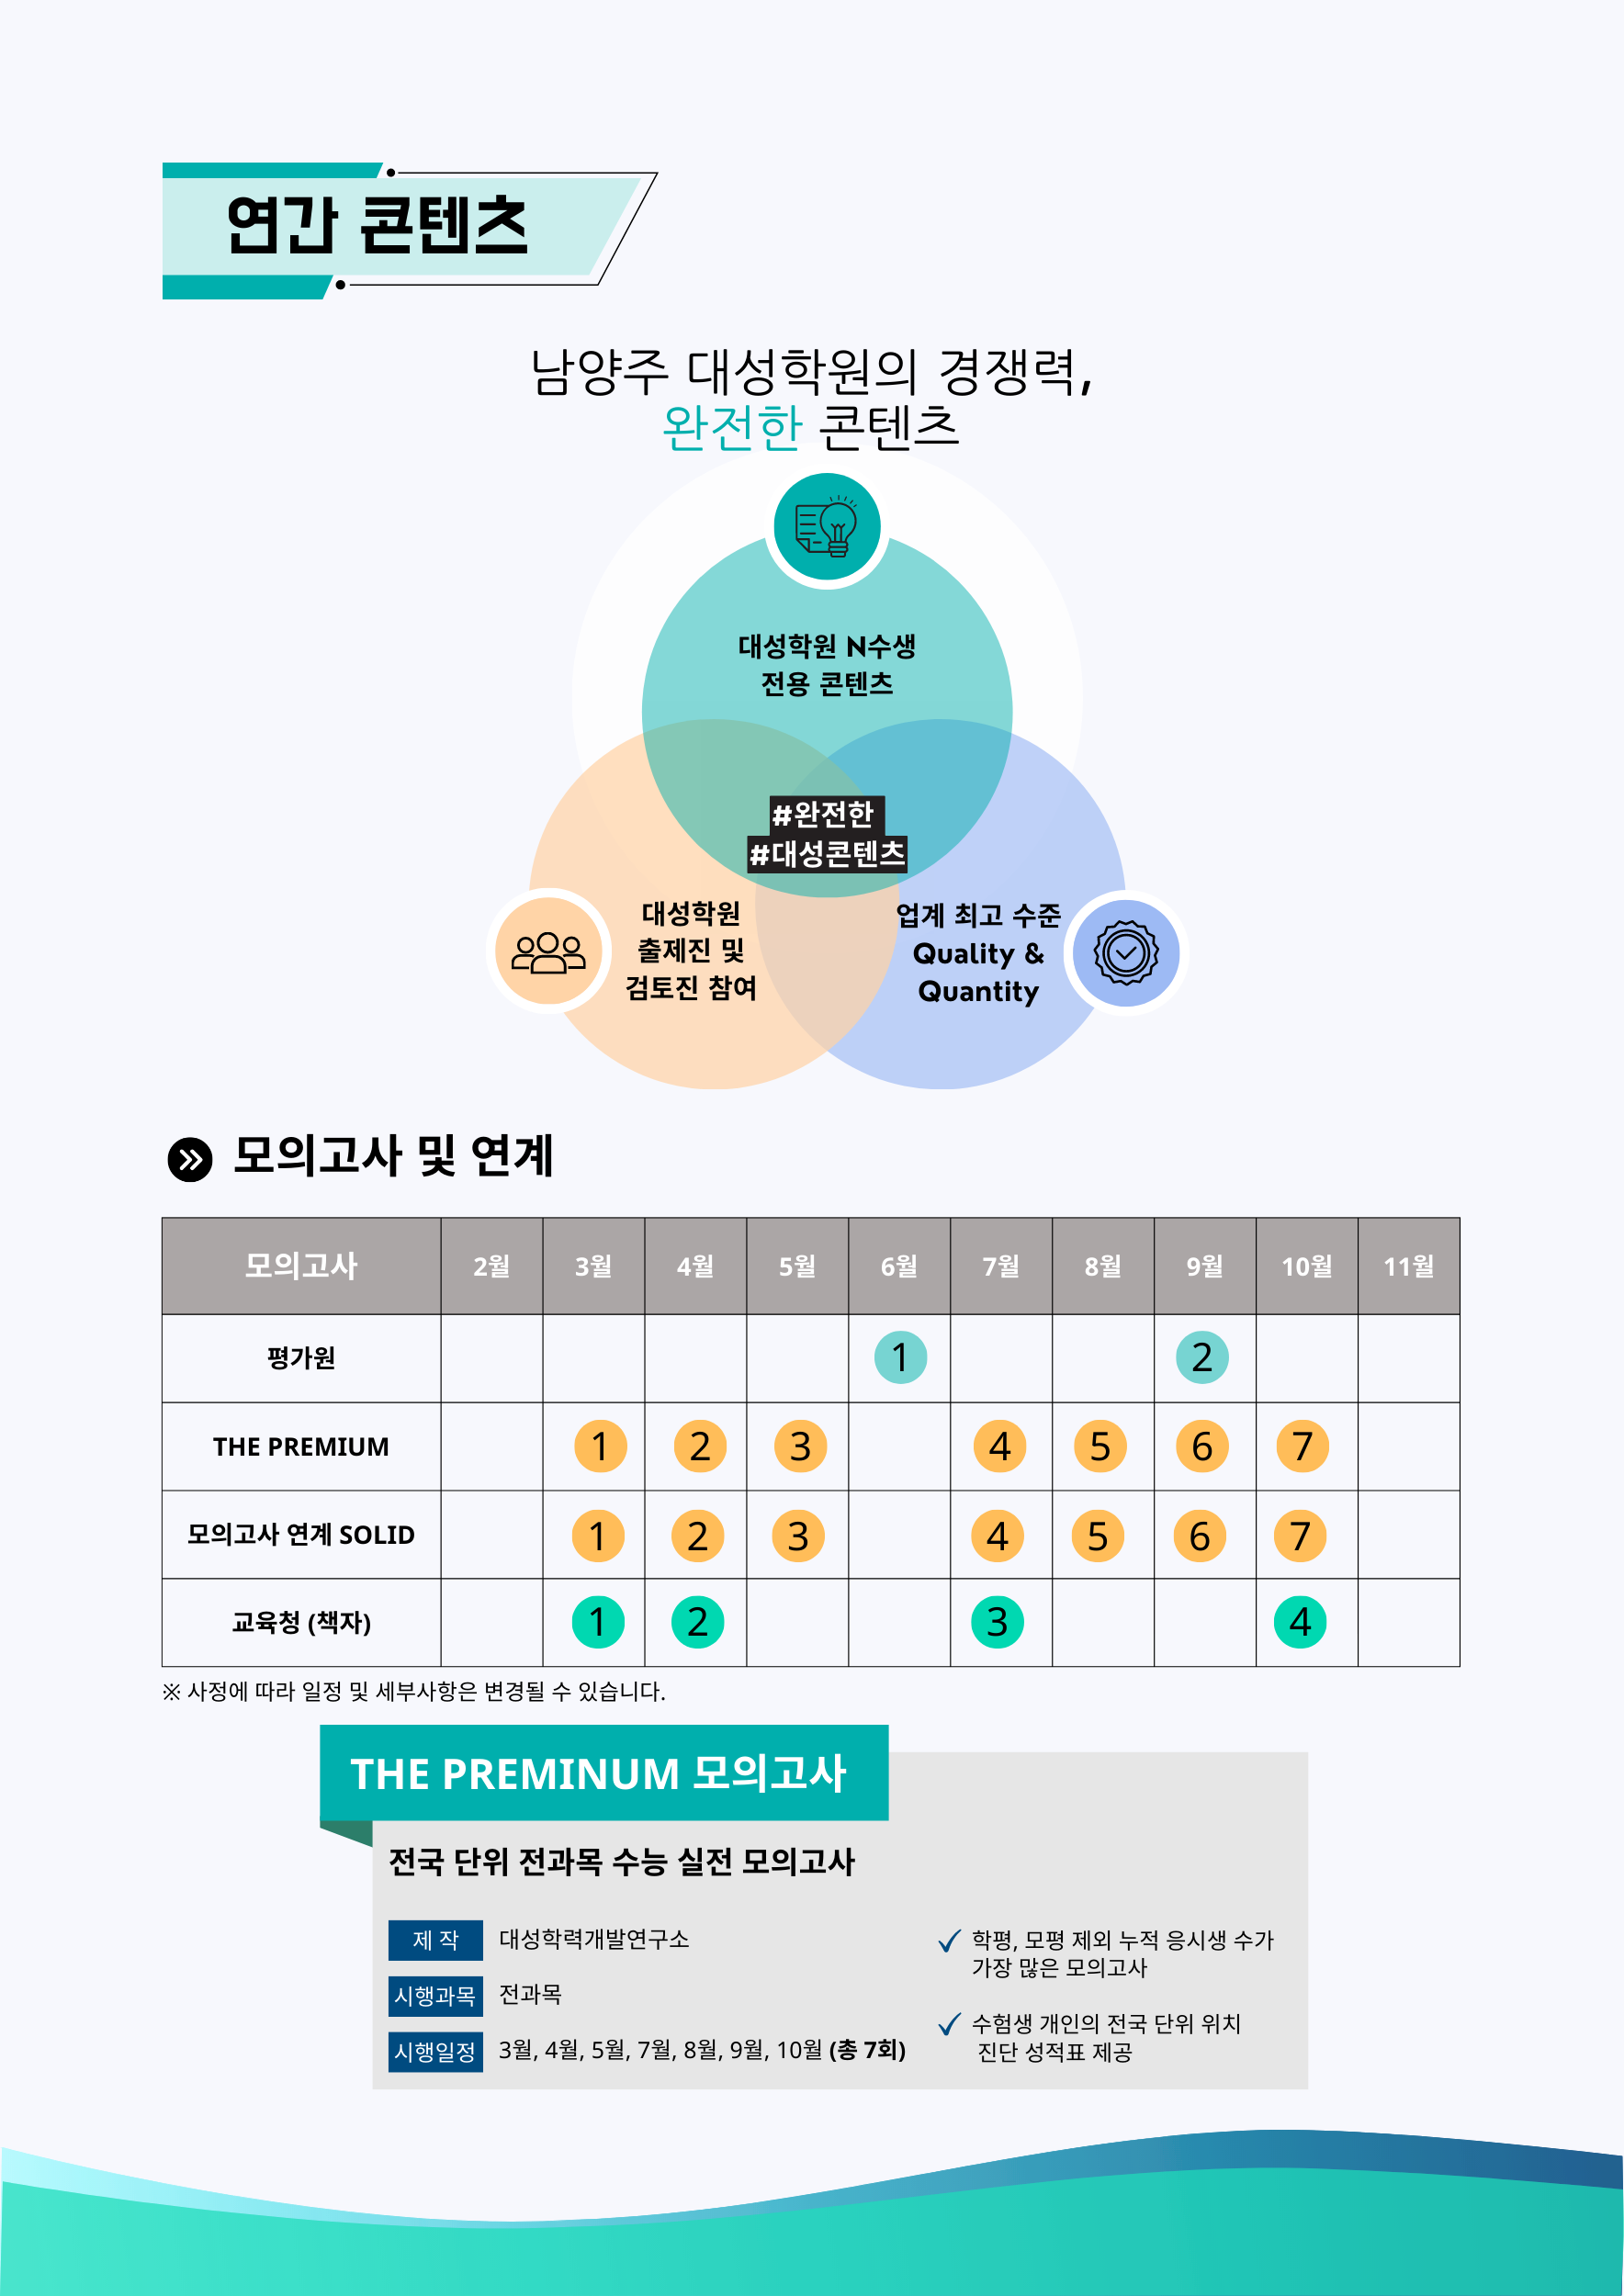 연간 콘텐츠
남양주 대성학원의 경쟁력,
완전한 콘텐츠
대성학원 N수생
전용 콘텐츠
#완전한
#대성콘텐츠
대성학원
출제진 및
검토진 참여
업계 최고 수준
Quality &
Quantity
모의고사 및 연계
모의고사 2월 3월 4월 5월 6월 7월 8월 9월 10월 11월
평가원 1 2
THE PREMIUM 1 2 3 4 5 6 7
모의고사 연계 SOLID 1 2 3 4 5 6 7
교육청 (책자) 1 2 3 4
※ 사정에 따라 일정 및 세부사항은 변경될 수 있습니다.
THE PREMINUM 모의고사
전국 단위 전과목 수능 실전 모의고사
제 작 대성학력개발연구소
시행과목 전과목
시행일정 3월, 4월, 5월, 7월, 8월, 9월, 10월 (총 7회)
학평, 모평 제외 누적 응시생 수가
가장 많은 모의고사
수험생 개인의 전국 단위 위치
진단 성적표 제공